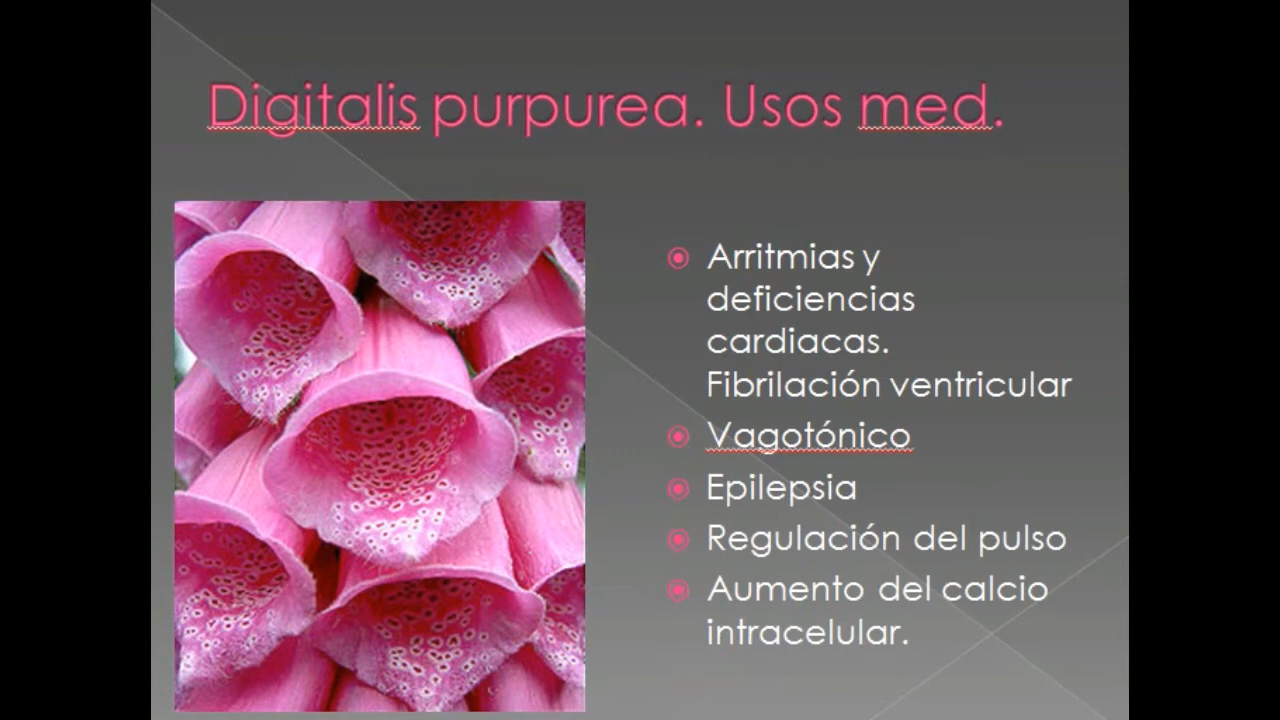 Digitalis purpurea. Usos med.
Arritmias y
deficiencias
cardiacas.
Fibrilación ventricular
Vagotónico
Epilepsia
Regulación del pulso
Aumento del calcio
intracelular.